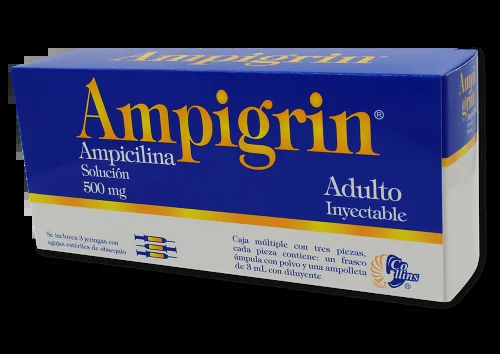 Ampigrin
Ampigrin®
Ampicilina
Solución
500 mg
Adulto
Inyectable
Se incluyen 3 jeringas con
agujas estériles de obsequio
Caja múltiple con tres piezas,
cada pieza contiene: un frasco
ámpula con polvo y una ampolleta
de 3 mL con diluyente
Collins
Ampigrin